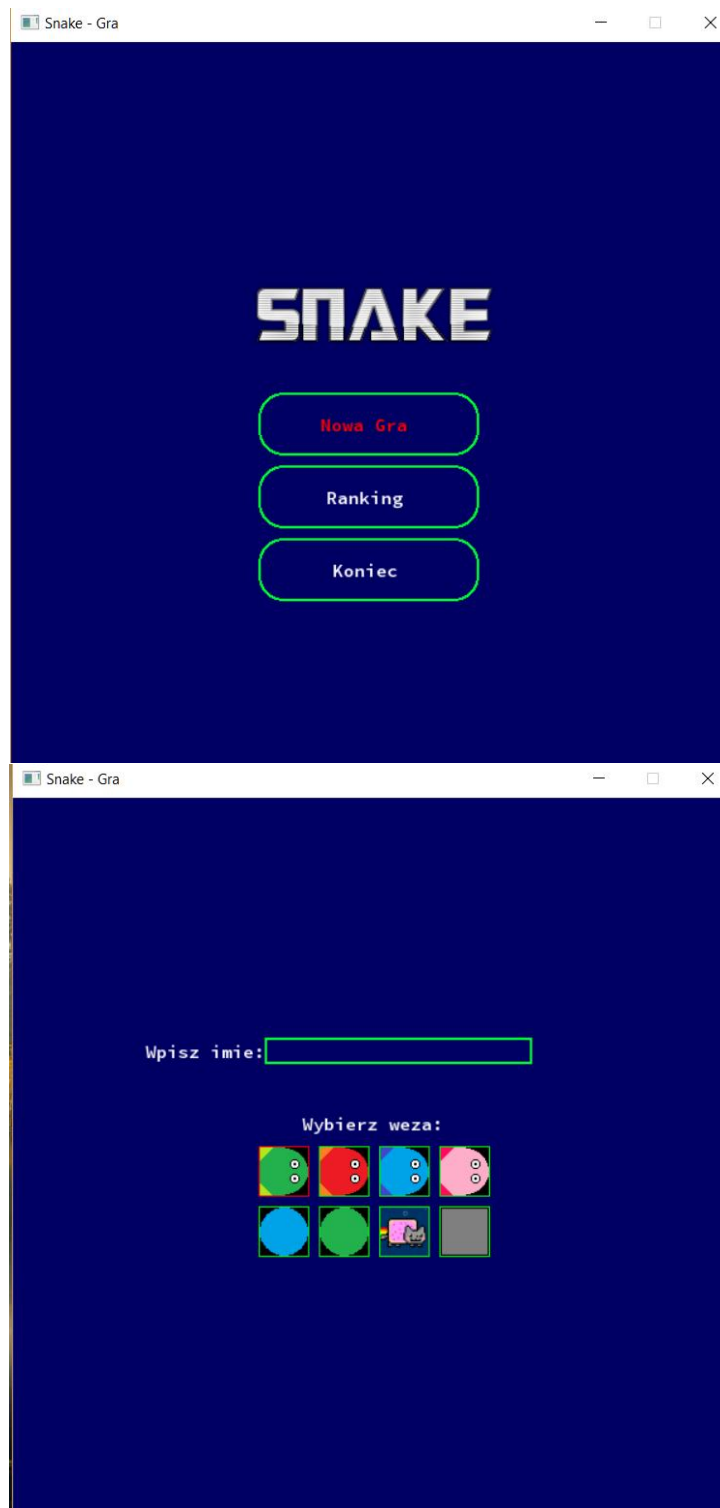 Snake - Gra
SNAKE
Nowa Gra
Ranking
Koniec
Snake - Gra
Wpisz imie:
Wybierz weza: